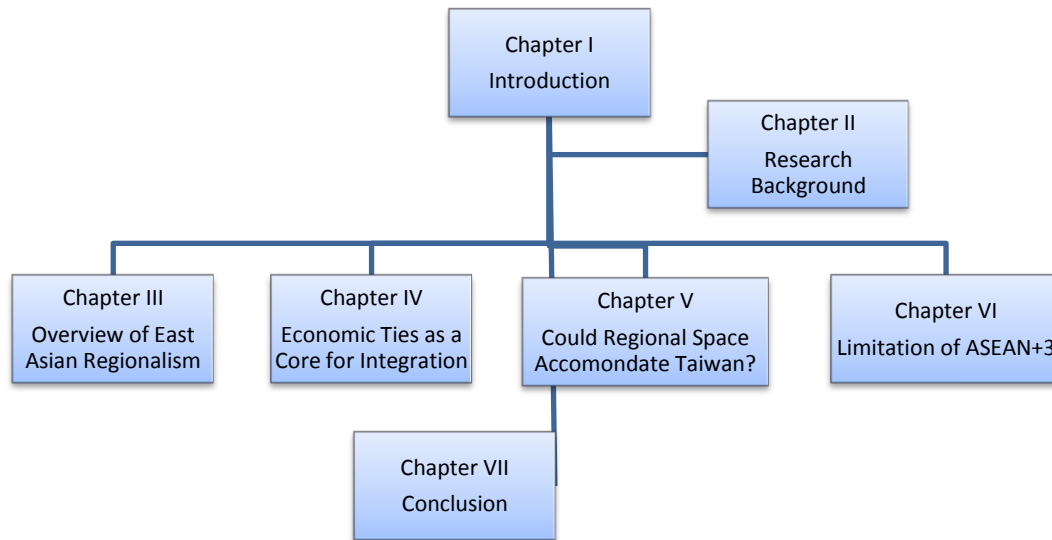 Chapter I
Introduction
Chapter II
Research
Background
Chapter III
Overview of East
Asian Regionalism
Chapter IV
Economic Ties as a
Core for Integration
Chapter V
Could Regional Space
Accomondate Taiwan?
Chapter VI
Limitation of ASEAN+3
Chapter VII
Conclusion